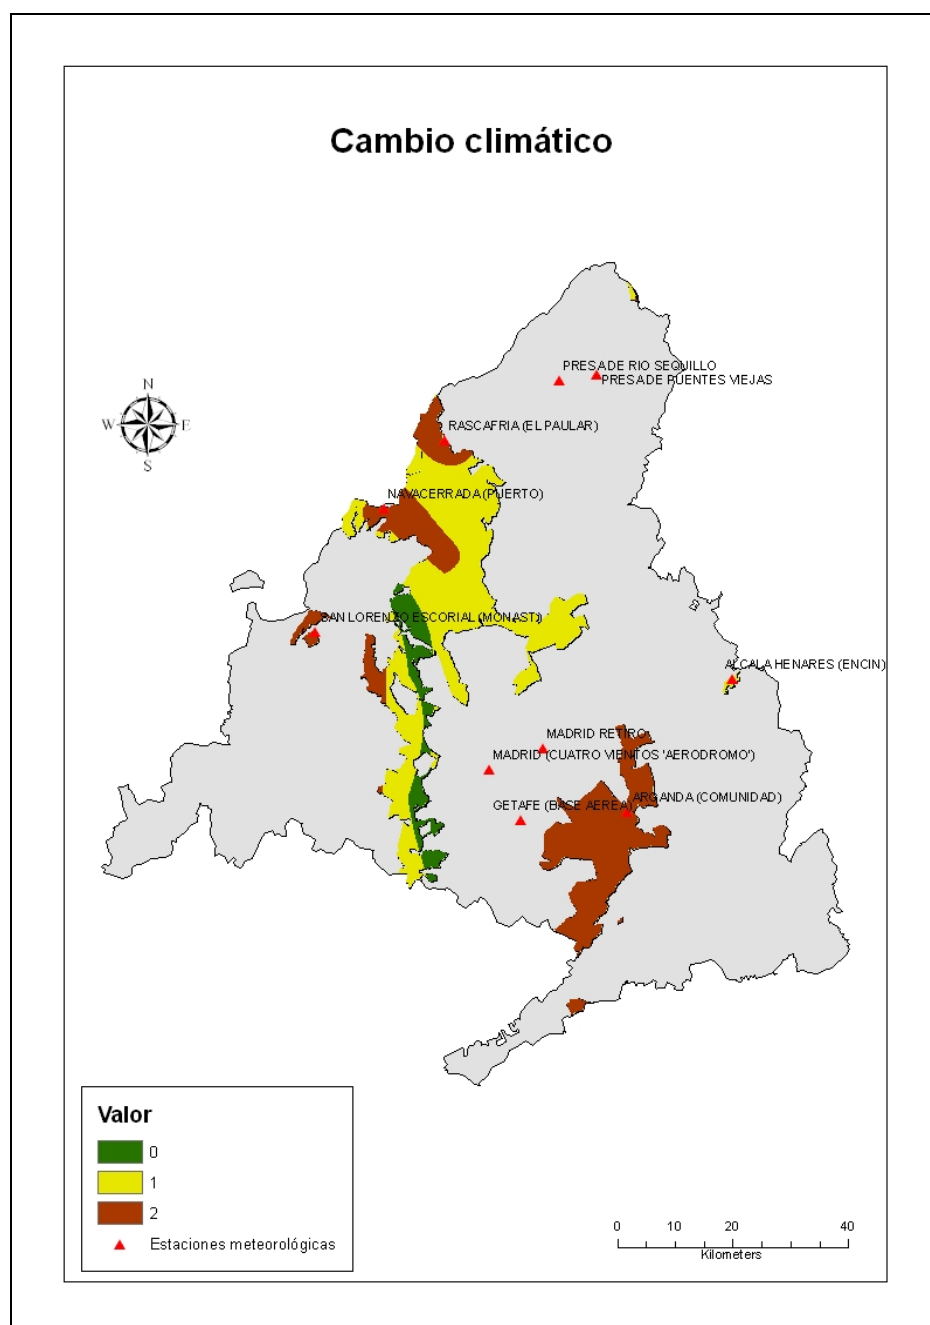 Cambio climático
PRESA DE RIO SEQUILLO
PRESA DE PUENTES VIEJAS
N
W
E
S
RASCAFRIA (EL PAULAR)
NAVACERRADA (PUERTO)
SAN LORENZO ESCORIAL (MONAST)
ALCALA HENARES (ENCIN)
MADRID RETIRO
MADRID (CUATRO VIENTOS 'AERODROMO')
ARGANDA (COMUNIDAD)
GETAFE (BASE AEREA)
Valor
0
1
2
Estaciones meteorológicas
0 10 20 40
Kilometers